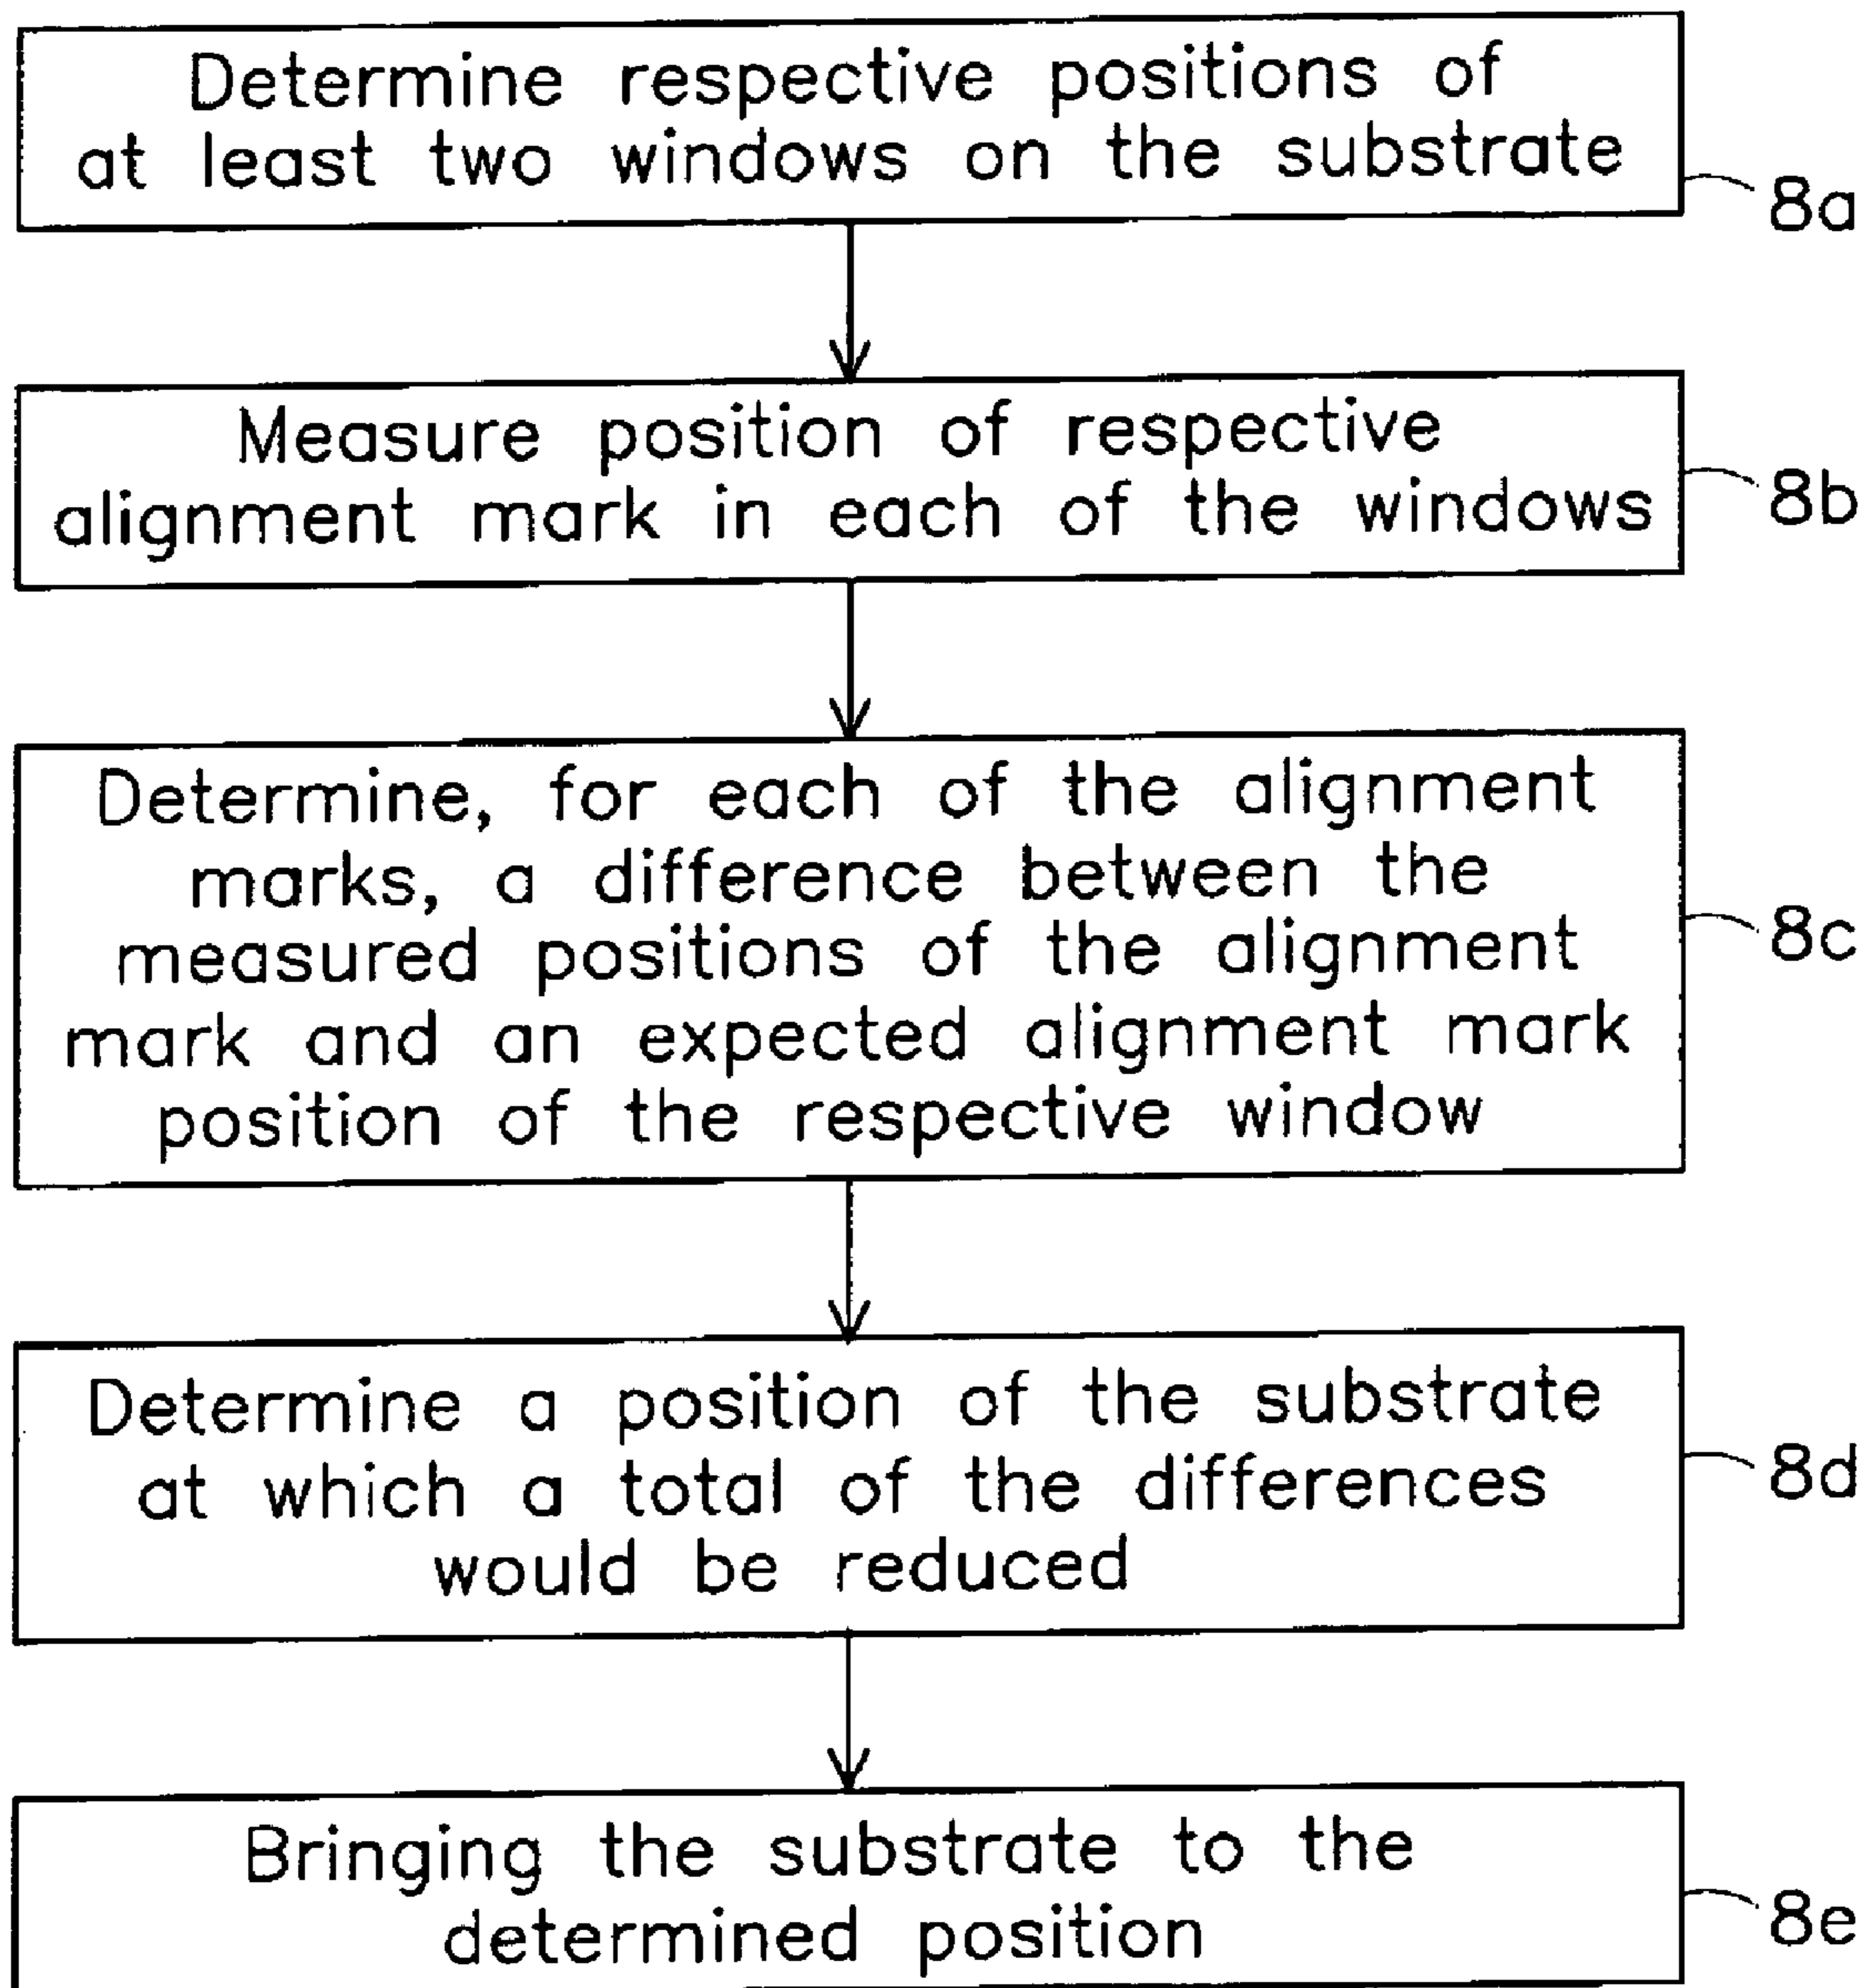 Determine respective positions of
at least two windows on the substrate
8a
Measure position of respective
alignment mark in each of the windows
8b
Determine, for each of the alignment
marks, a difference between the
measured positions of the alignment
mark and an expected alignment mark
position of the respective window
8c
Determine a position of the substrate
at which a total of the differences
would be reduced
8d
Bringing the substrate to the
determined position
8e